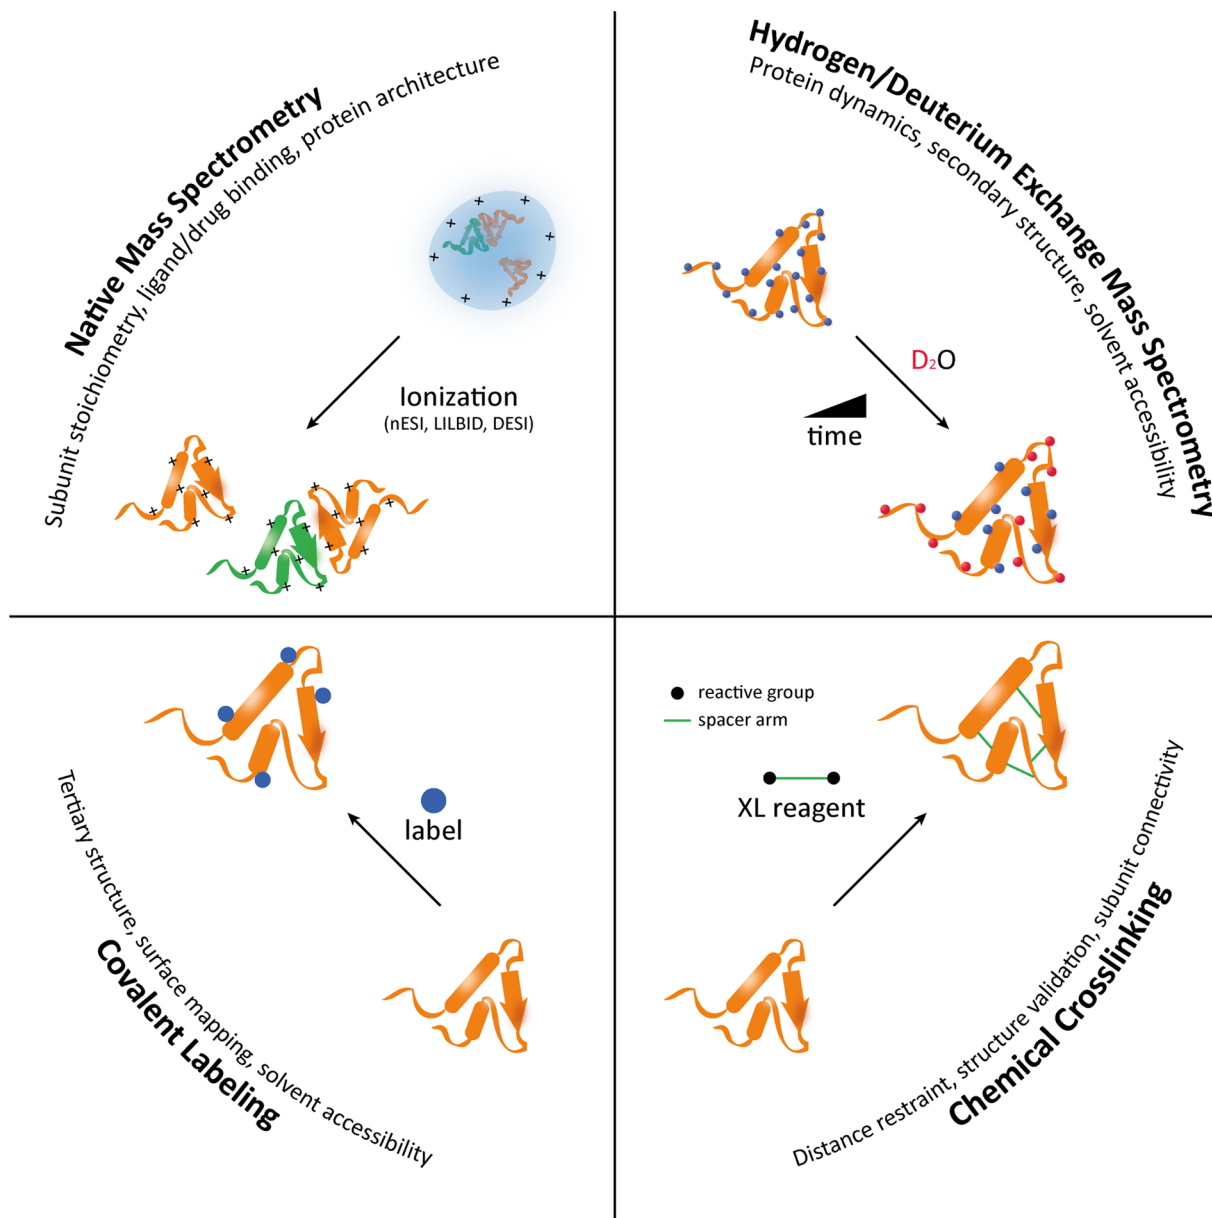 Native Mass Spectrometry
Subunit stoichiometry, ligand/drug binding, protein architecture
Ionization
(nESI, LILBID, DESI)
Hydrogen/Deuterium Exchange Mass Spectrometry
Protein dynamics, secondary structure, solvent accessibility
D₂O
time
label
Tertiary structure, surface mapping, solvent accessibility
Covalent Labeling
reactive group
spacer arm
XL reagent
Distance restraint, structure validation, subunit connectivity
Chemical Crosslinking